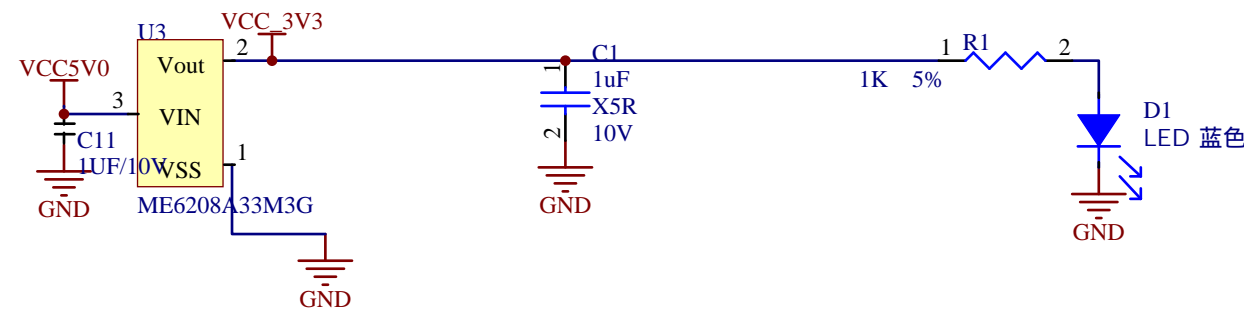 VCC_3V3
U3
2
Vout
VCC5V0
3
VIN
C11
1UF/10V
VSS
1
GND
ME6208A33M3G
GND
C1
1
1uF
X5R
2
10V
GND
1
R1
2
1K 5%
D1
LED 蓝色
GND